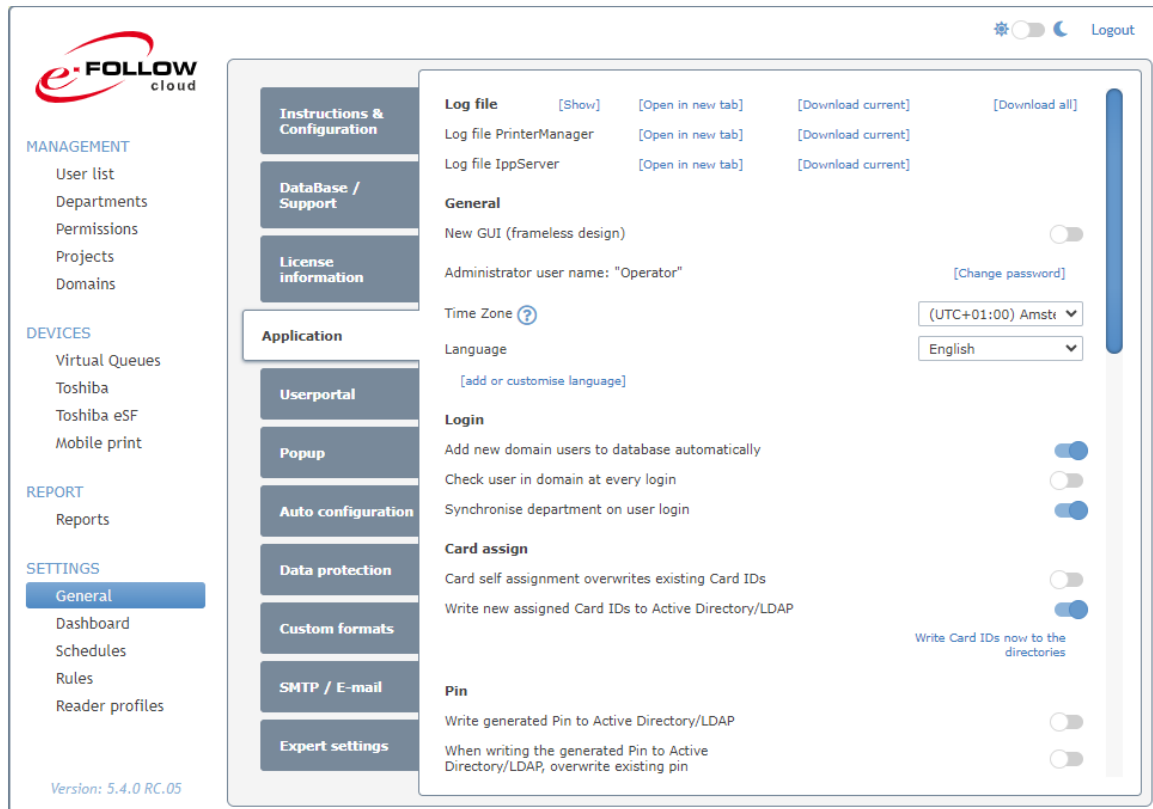 Logout
e-FOLLOW
cloud
MANAGEMENT
User list
Departments
Permissions
Projects
Domains
DEVICES
Virtual Queues
Toshiba
Toshiba eSF
Mobile print
REPORT
Reports
SETTINGS
General
Dashboard
Schedules
Rules
Reader profiles
Version: 5.4.0 RC.05
Instructions &
Configuration
DataBase /
Support
License
information
Application
Userportal
Popup
Auto configuration
Data protection
Custom formats
SMTP / E-mail
Expert settings
Log file [Show] [Open in new tab] [Download current] [Download all]
Log file PrinterManager [Open in new tab] [Download current]
Log file IppServer [Open in new tab] [Download current]
General
New GUI (frameless design)
Administrator user name: "Operator" [Change password]
Time Zone ? (UTC+01:00) Amste
Language English
[add or customise language]
Login
Add new domain users to database automatically
Check user in domain at every login
Synchronise department on user login
Card assign
Card self assignment overwrites existing Card IDs
Write new assigned Card IDs to Active Directory/LDAP
Write Card IDs now to the
directories
Pin
Write generated Pin to Active Directory/LDAP
When writing the generated Pin to Active
Directory/LDAP, overwrite existing pin